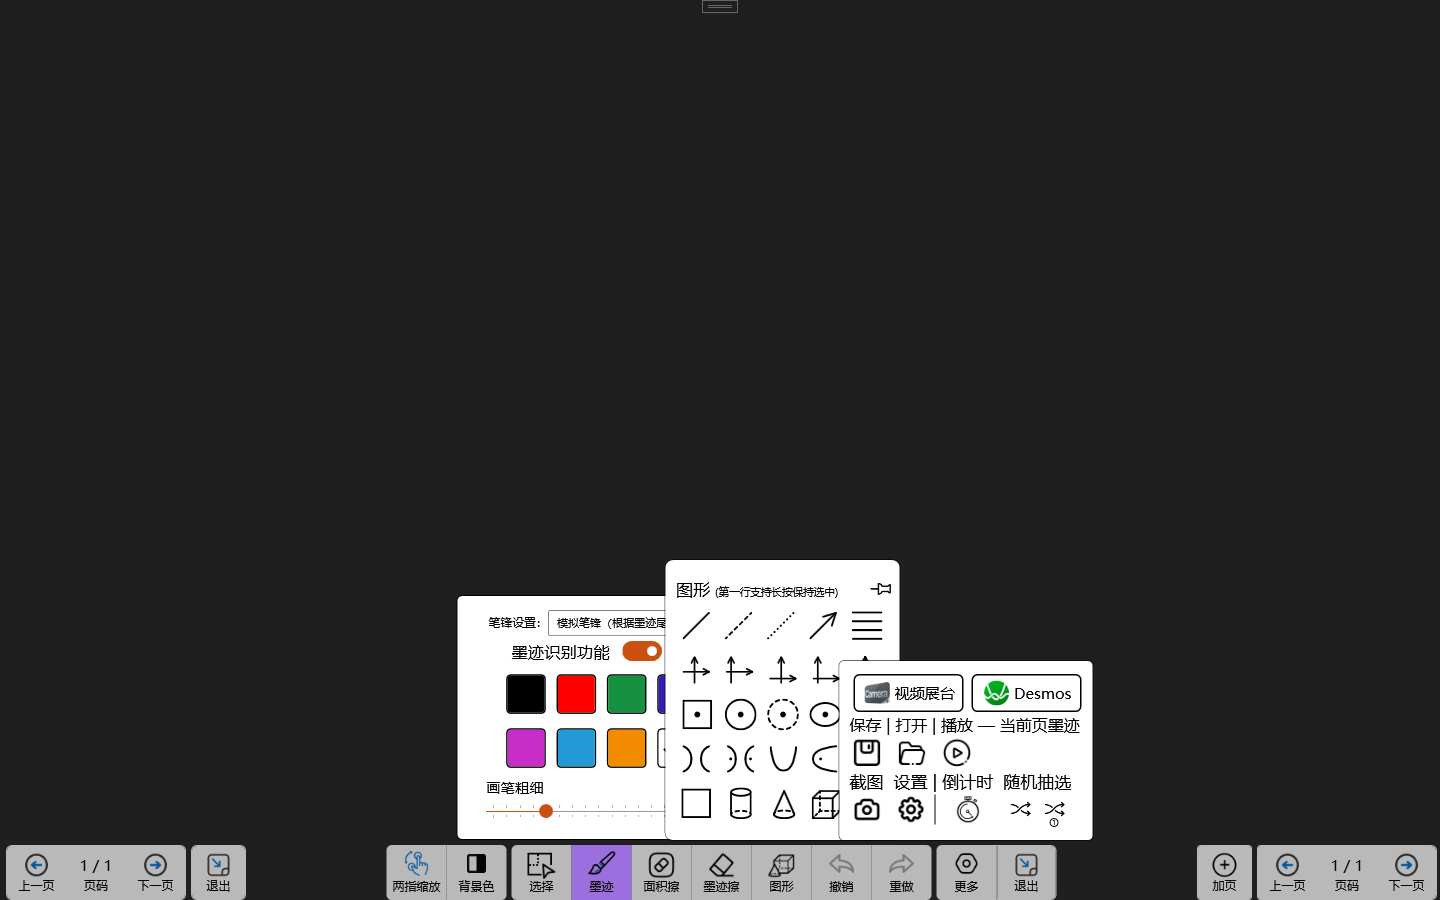 图形 (第一行支持长按保持选中)
笔锋设置: 模拟笔锋（根据墨迹
墨迹识别功能
画笔粗细
Camera 视频展台 Desmos
保存 | 打开 | 播放 — 当前页墨迹
截图 设置 | 倒计时 随机抽选
1
上一页 1 / 1 页码 下一页 退出 两指缩放 背景色 选择 墨迹 面积擦 墨迹擦 图形 撤销 重做 更多 退出 加页 上一页 1 / 1 页码 下一页